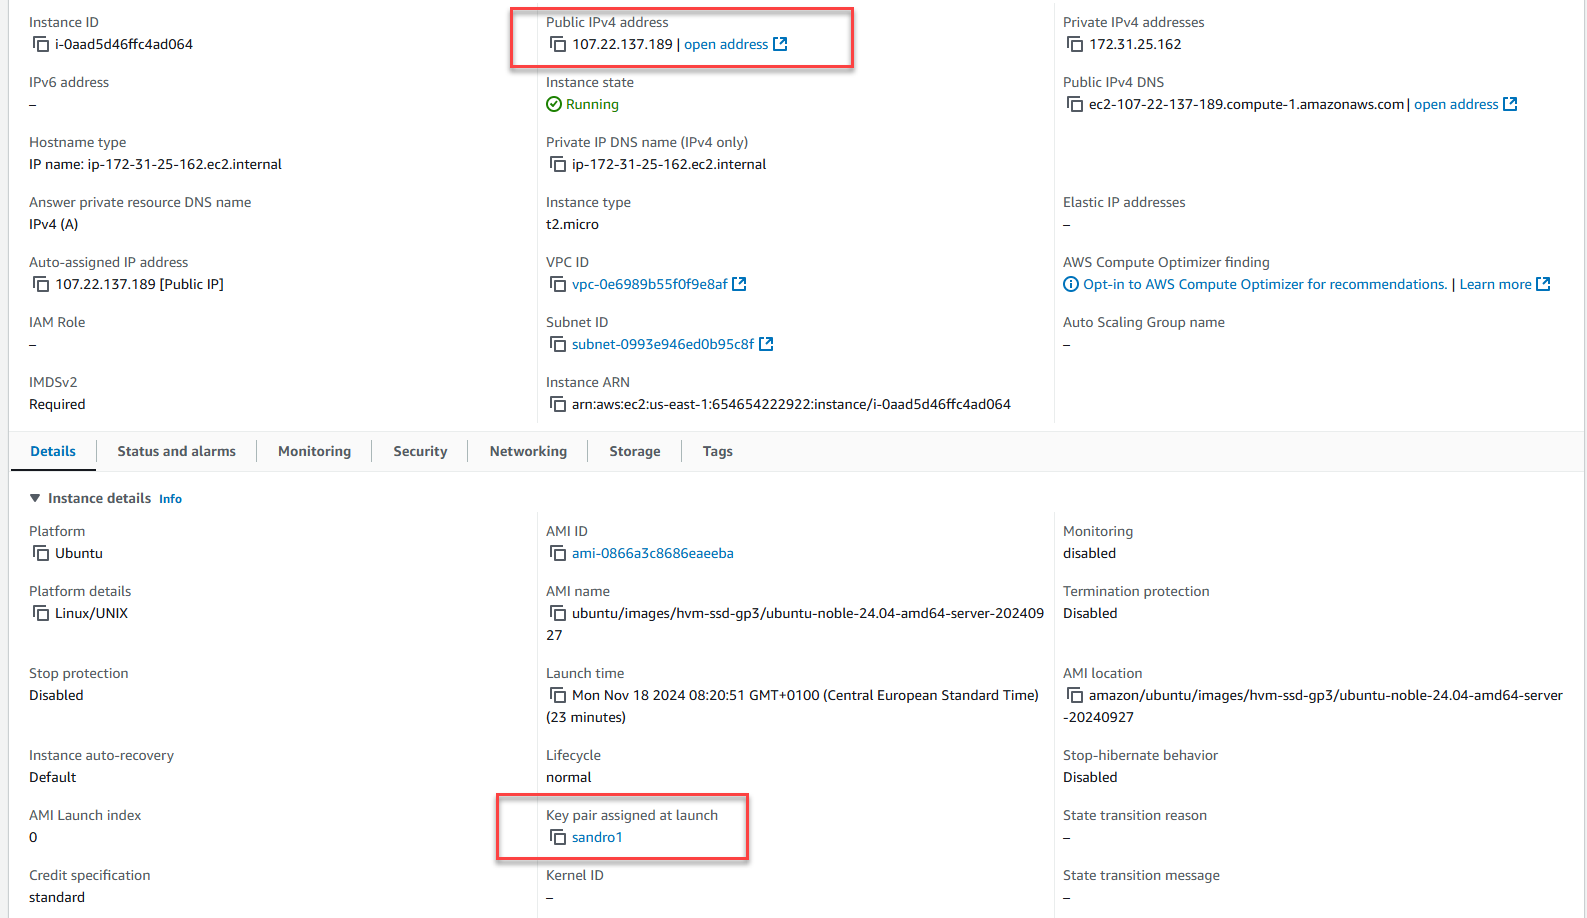 Instance ID
i-0aad5d46ffc4ad064
Public IPv4 address
107.22.137.189 | open address
Private IPv4 addresses
172.31.25.162
IPv6 address
–
Instance state
Running
Public IPv4 DNS
ec2-107-22-137-189.compute-1.amazonaws.com | open address
Hostname type
IP name: ip-172-31-25-162.ec2.internal
Private IP DNS name (IPv4 only)
ip-172-31-25-162.ec2.internal
Answer private resource DNS name
IPv4 (A)
Instance type
t2.micro
Elastic IP addresses
–
Auto-assigned IP address
107.22.137.189 [Public IP]
VPC ID
vpc-0e6989b55f0f9e8af
AWS Compute Optimizer finding
Opt-in to AWS Compute Optimizer for recommendations. | Learn more
IAM Role
–
Subnet ID
subnet-0993e946ed0b95c8f
Auto Scaling Group name
–
IMDSv2
Required
Instance ARN
arn:aws:ec2:us-east-1:654654222922:instance/i-0aad5d46ffc4ad064
Details
Status and alarms
Monitoring
Security
Networking
Storage
Tags
Instance details Info
Platform
Ubuntu
AMI ID
ami-0866a3c8686eaeeba
Monitoring
disabled
Platform details
Linux/UNIX
AMI name
ubuntu/images/hvm-ssd-gp3/ubuntu-noble-24.04-amd64-server-202409
27
Termination protection
Disabled
Stop protection
Disabled
Launch time
Mon Nov 18 2024 08:20:51 GMT+0100 (Central European Standard Time)
(23 minutes)
AMI location
amazon/ubuntu/images/hvm-ssd-gp3/ubuntu-noble-24.04-amd64-server
-20240927
Instance auto-recovery
Default
Lifecycle
normal
Stop-hibernate behavior
Disabled
AMI Launch index
0
Key pair assigned at launch
sandro1
State transition reason
–
Credit specification
standard
Kernel ID
–
State transition message
–